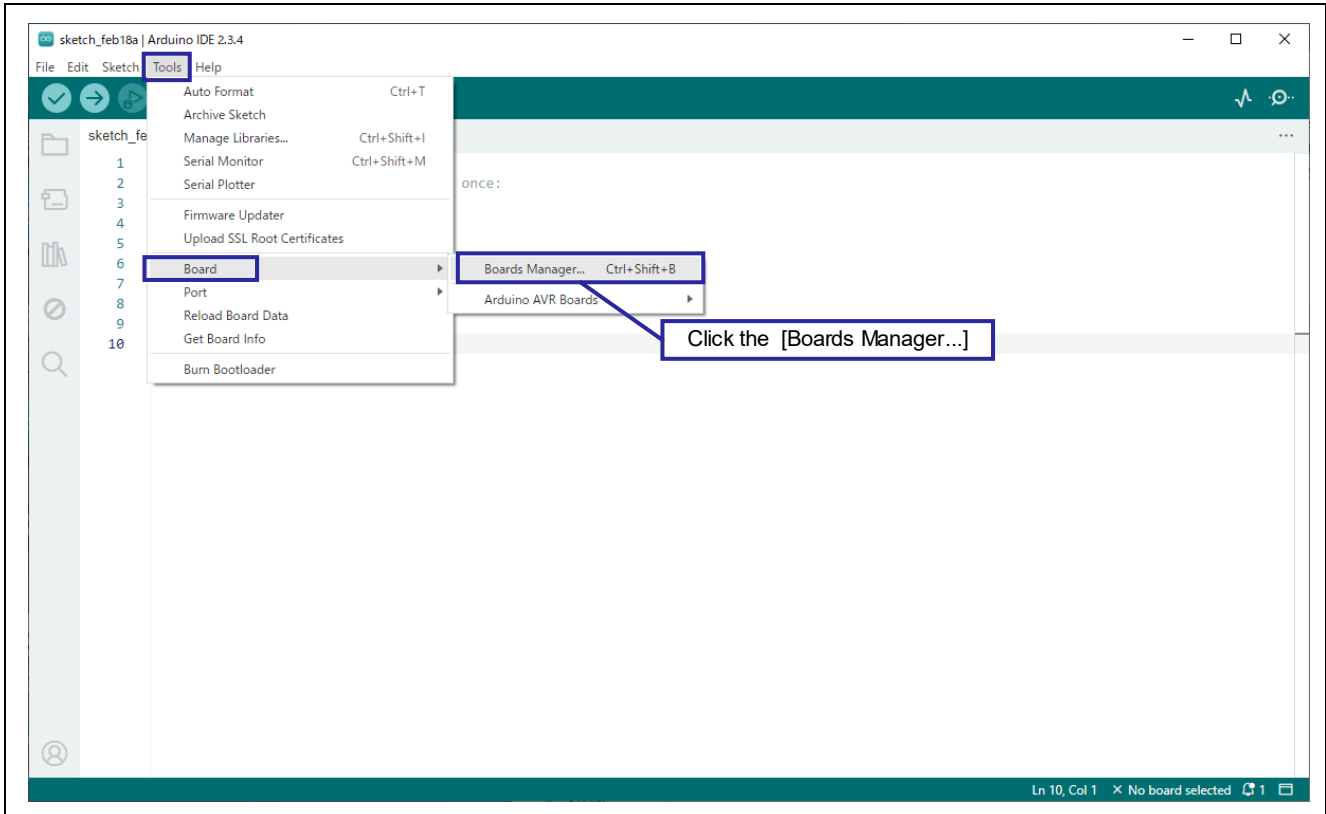 sketch_feb18a | Arduino IDE 2.3.4
File Edit Sketch Tools Help
Auto Format Ctrl+T
Archive Sketch
sketch_fe
Manage Libraries... Ctrl+Shift+I
1
Serial Monitor Ctrl+Shift+M
2
Serial Plotter
once:
3
Firmware Updater
4
Upload SSL Root Certificates
5
6
Board
Boards Manager... Ctrl+Shift+B
7
Port
Arduino AVR Boards
8
Reload Board Data
9
Get Board Info
Click the [Boards Manager...]
10
Burn Bootloader
Ln 10, Col 1 × No board selected 1